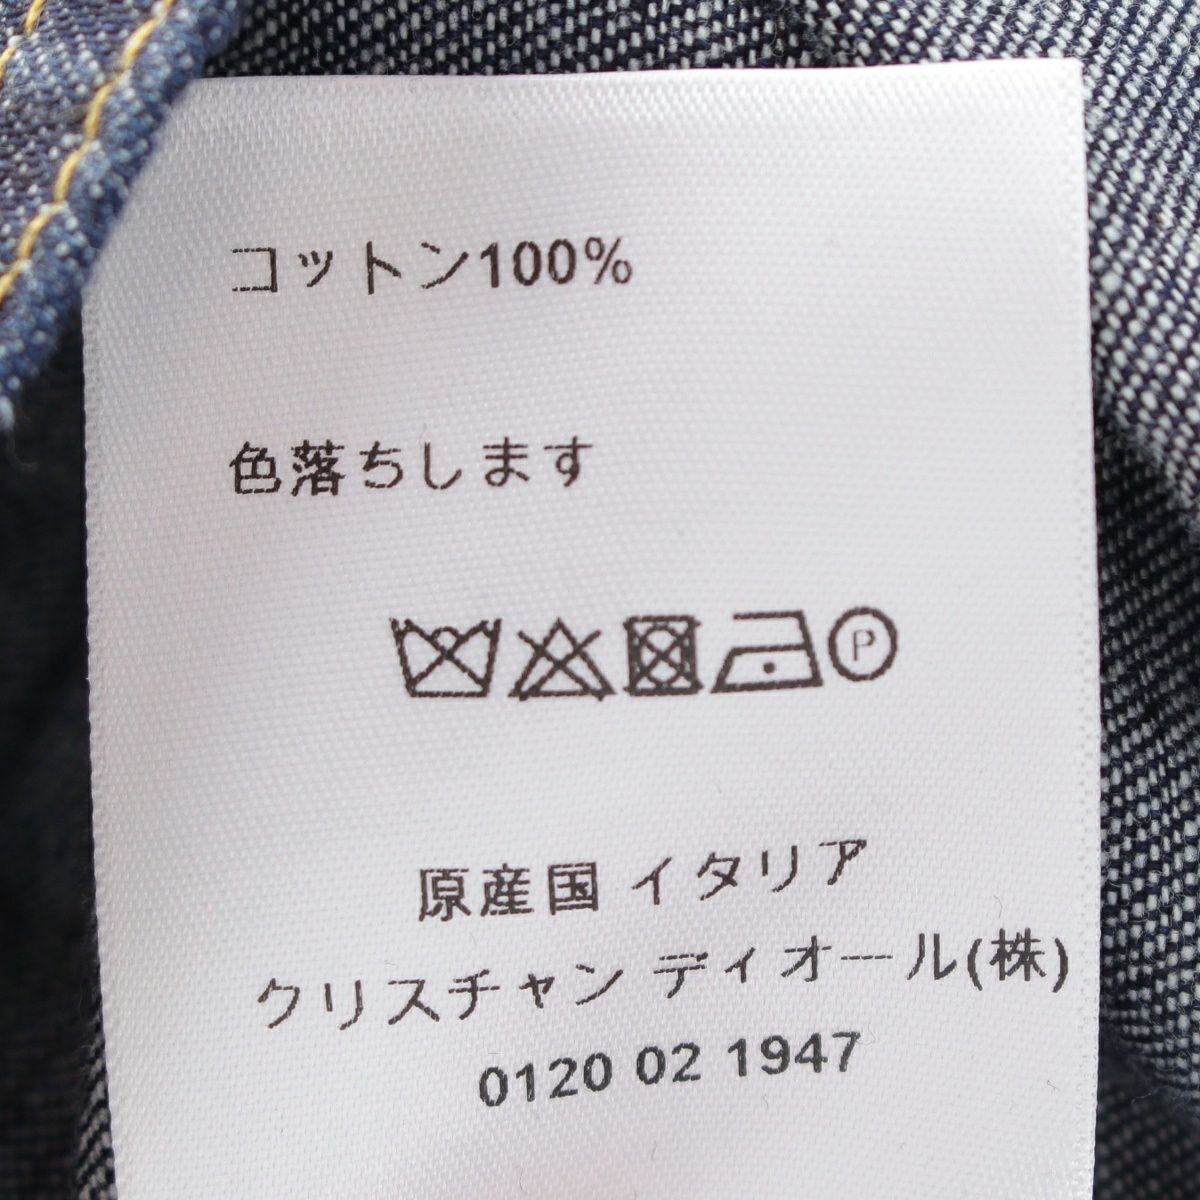 コットン100%
色落ちします
P
原産国 イタリア
クリスチャン ディオール(株)
0120 02 1947